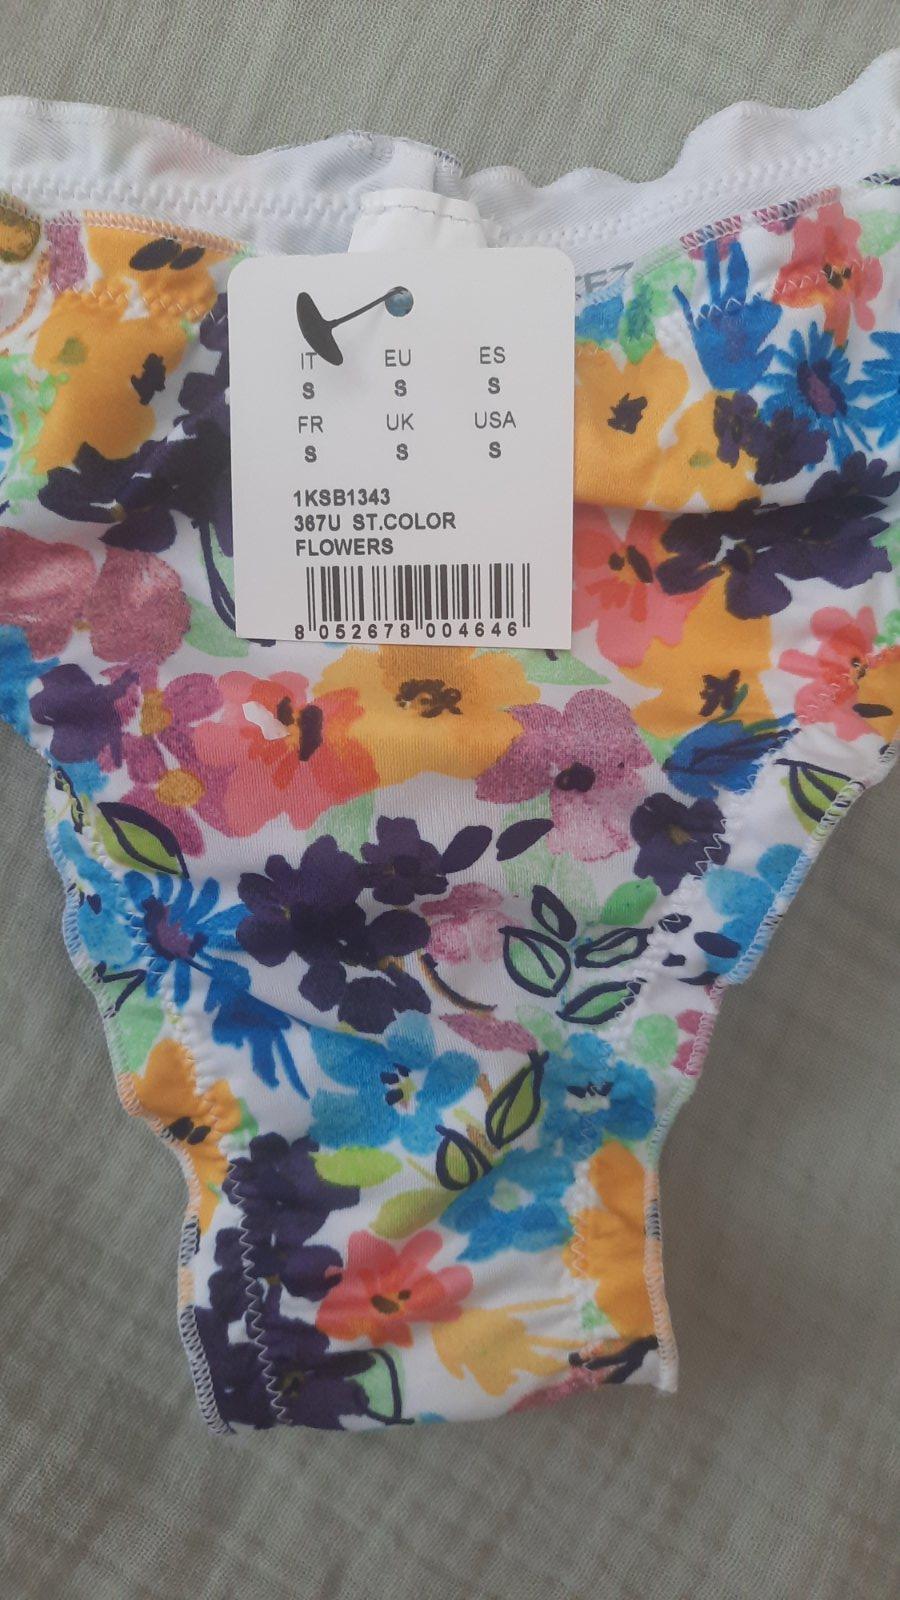 IT EU ES
S S S
FR UK USA
S S S
1KSB1343
367U ST.COLOR
FLOWERS
8 052678 004646